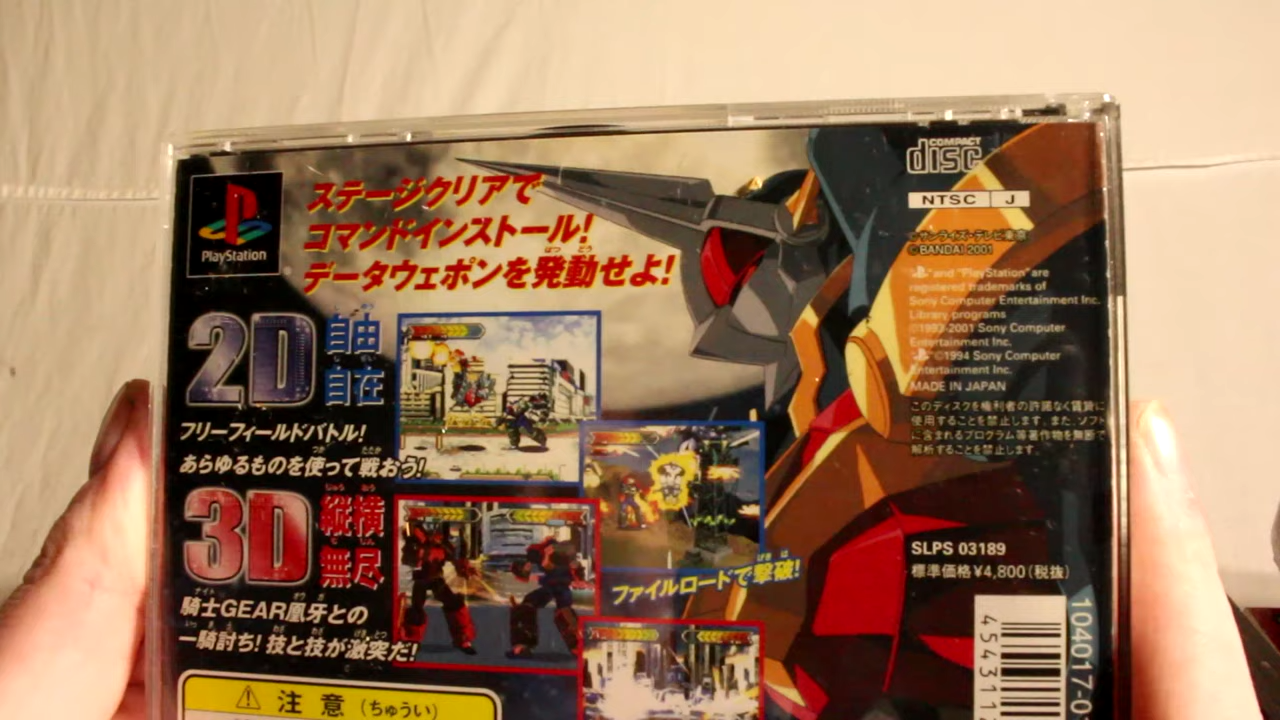 PlayStation
ステージクリアで
コマンドインストール!
データウェポンを発動せよ!
2D 自由
自在
フリーフィールドバトル!
あらゆるものを使って戦おう!
3D 縦横
無尽
騎士GEAR凰牙との
一騎討ち! 技と技が激突だ!
ファイルロードで撃破!
⚠注意(ちゅうい)
COMPACT
disc
NTSC J
©サンライズ・テレビ東京
©BANDAI 2001
"and "PlayStation" are
registered trademarks of
Sony Computer Entertainment Inc.
Library programs
©1993-2001 Sony Computer
Entertainment Inc.
©1994 Sony Computer
Entertainment Inc.
MADE IN JAPAN
このディスクを権利者の許諾なく賃貸に
使用することを禁止します。また、ソフト
に含まれるプログラム等著作物を無断で
解析することを禁止します。
SLPS 03189
標準価格¥4,800(税抜)
104017-0
454311